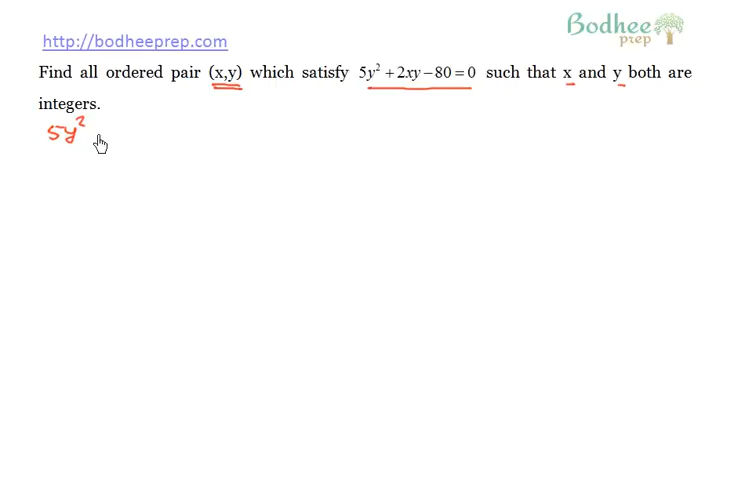 Bodhee
prep
http://bodheeprep.com
Find all ordered pair (x,y) which satisfy 5y² + 2xy − 80 = 0 such that x and y both are
integers.
5y²